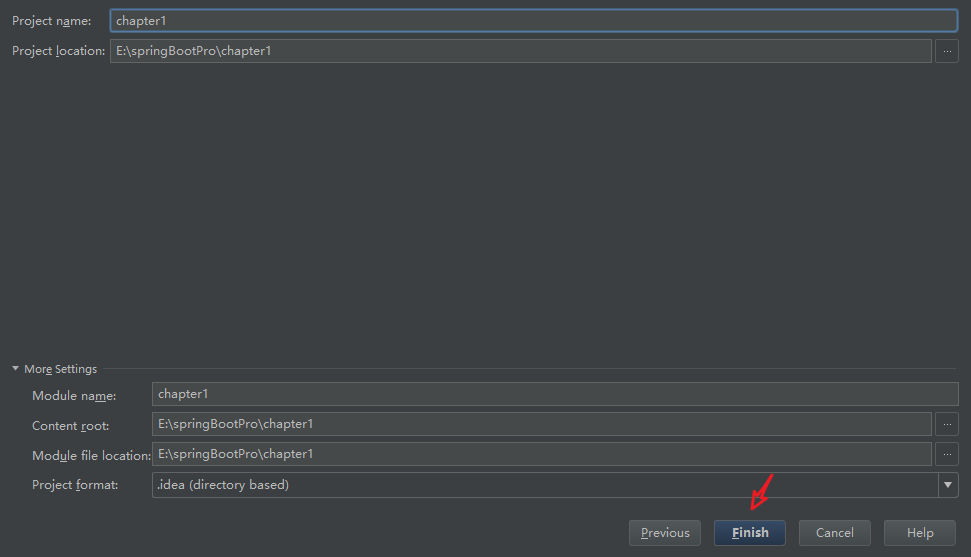 Project name: chapter1
Project location: E:\springBootPro\chapter1 ...
More Settings
Module name: chapter1
Content root: E:\springBootPro\chapter1 ...
Module file location: E:\springBootPro\chapter1 ...
Project format: .idea (directory based)
Previous Finish Cancel Help